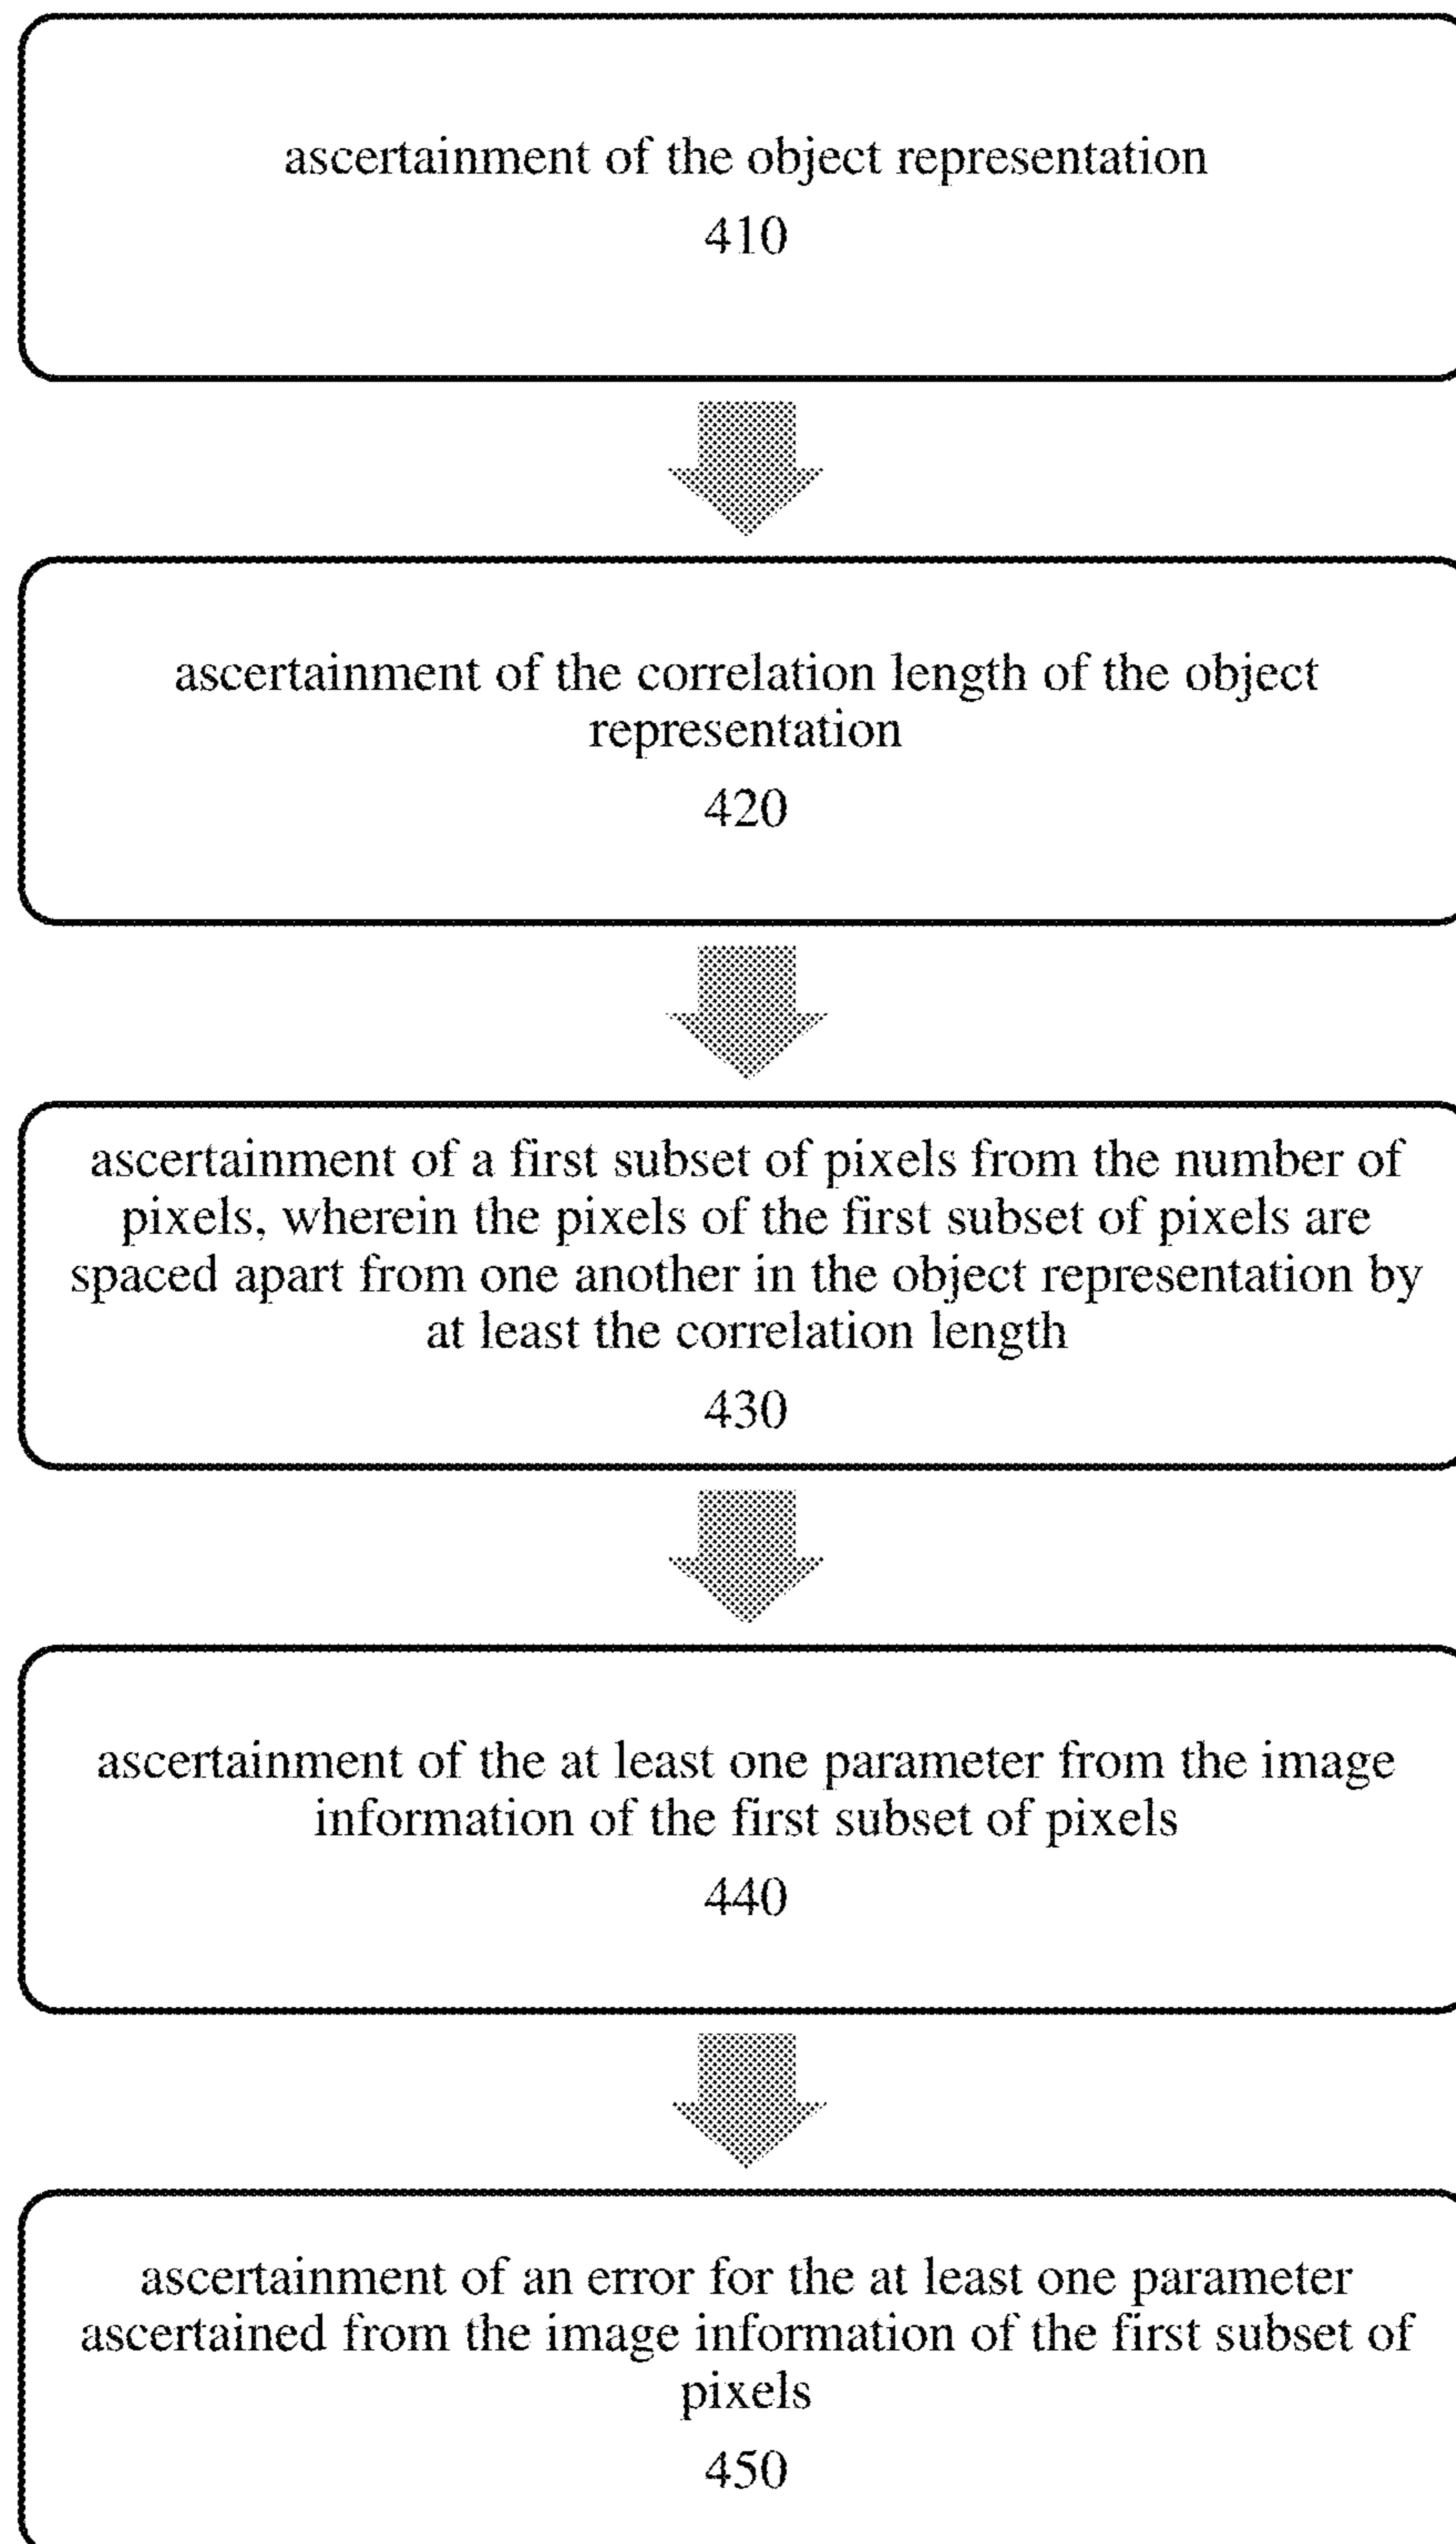 ascertainment of the object representation
410
ascertainment of the correlation length of the object
representation
420
ascertainment of a first subset of pixels from the number of
pixels, wherein the pixels of the first subset of pixels are
spaced apart from one another in the object representation by
at least the correlation length
430
ascertainment of the at least one parameter from the image
information of the first subset of pixels
440
ascertainment of an error for the at least one parameter
ascertained from the image information of the first subset of
pixels
450